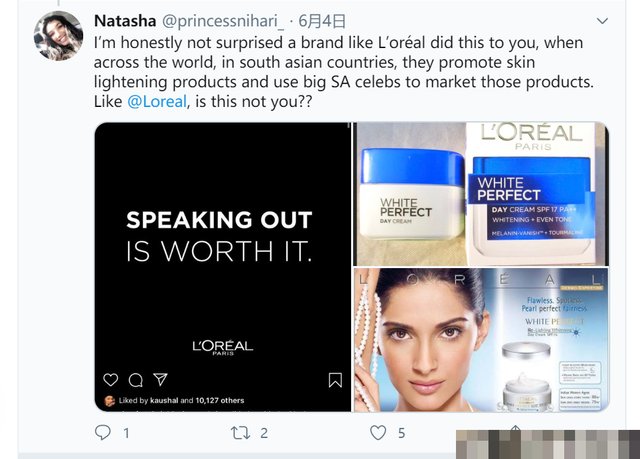 Natasha @princessnihari_ · 6月4日
I'm honestly not surprised a brand like L'oréal did this to you, when
across the world, in south asian countries, they promote skin
lightening products and use big SA celebs to market those products.
Like @Loreal, is this not you??
SPEAKING OUT
IS WORTH IT.
L'ORÉAL
PARIS
Liked by kaushal and 10,127 others
L'ORÉAL
PARIS
WHITE
PERFECT
DAY CREAM
WHITE
PERFECT
DAY CREAM SPF 17 PA++
WHITENING + EVEN TONE
MELANIN-VANISH™ + TOURMALINE
L O R É A L
Flawless. Spotless.
Pearl perfect fairness.
WHITE PERFECT
1
2
5